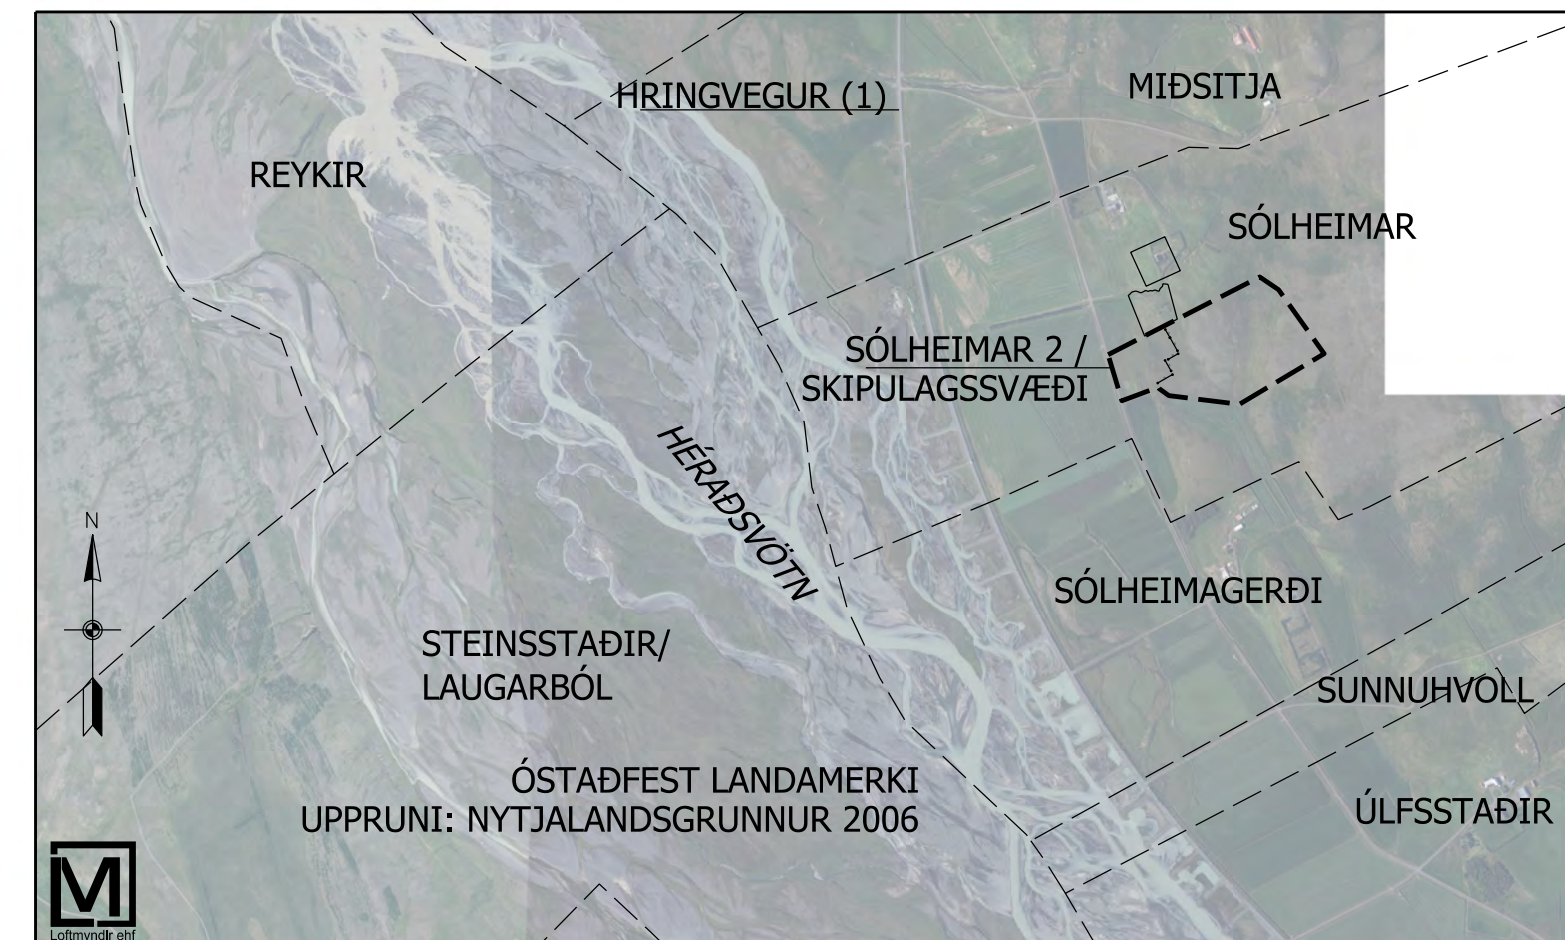 HRINGVEGUR (1)
MIÐSITJA
REYKIR
SÓLHEIMAR
SÓLHEIMAR 2 /
SKIPULAGSSVÆÐI
HÉRAÐSVÖTN
N
SÓLHEIMAGERÐI
STEINSSTAÐIR/
LAUGARBÓL
SUNNUHVOLL
ÓSTAÐFEST LANDAMERKI
UPPRUNI: NYTJALANDSGRUNNUR 2006
ÚLFSSTAÐIR
M
Loftmyndir ehf